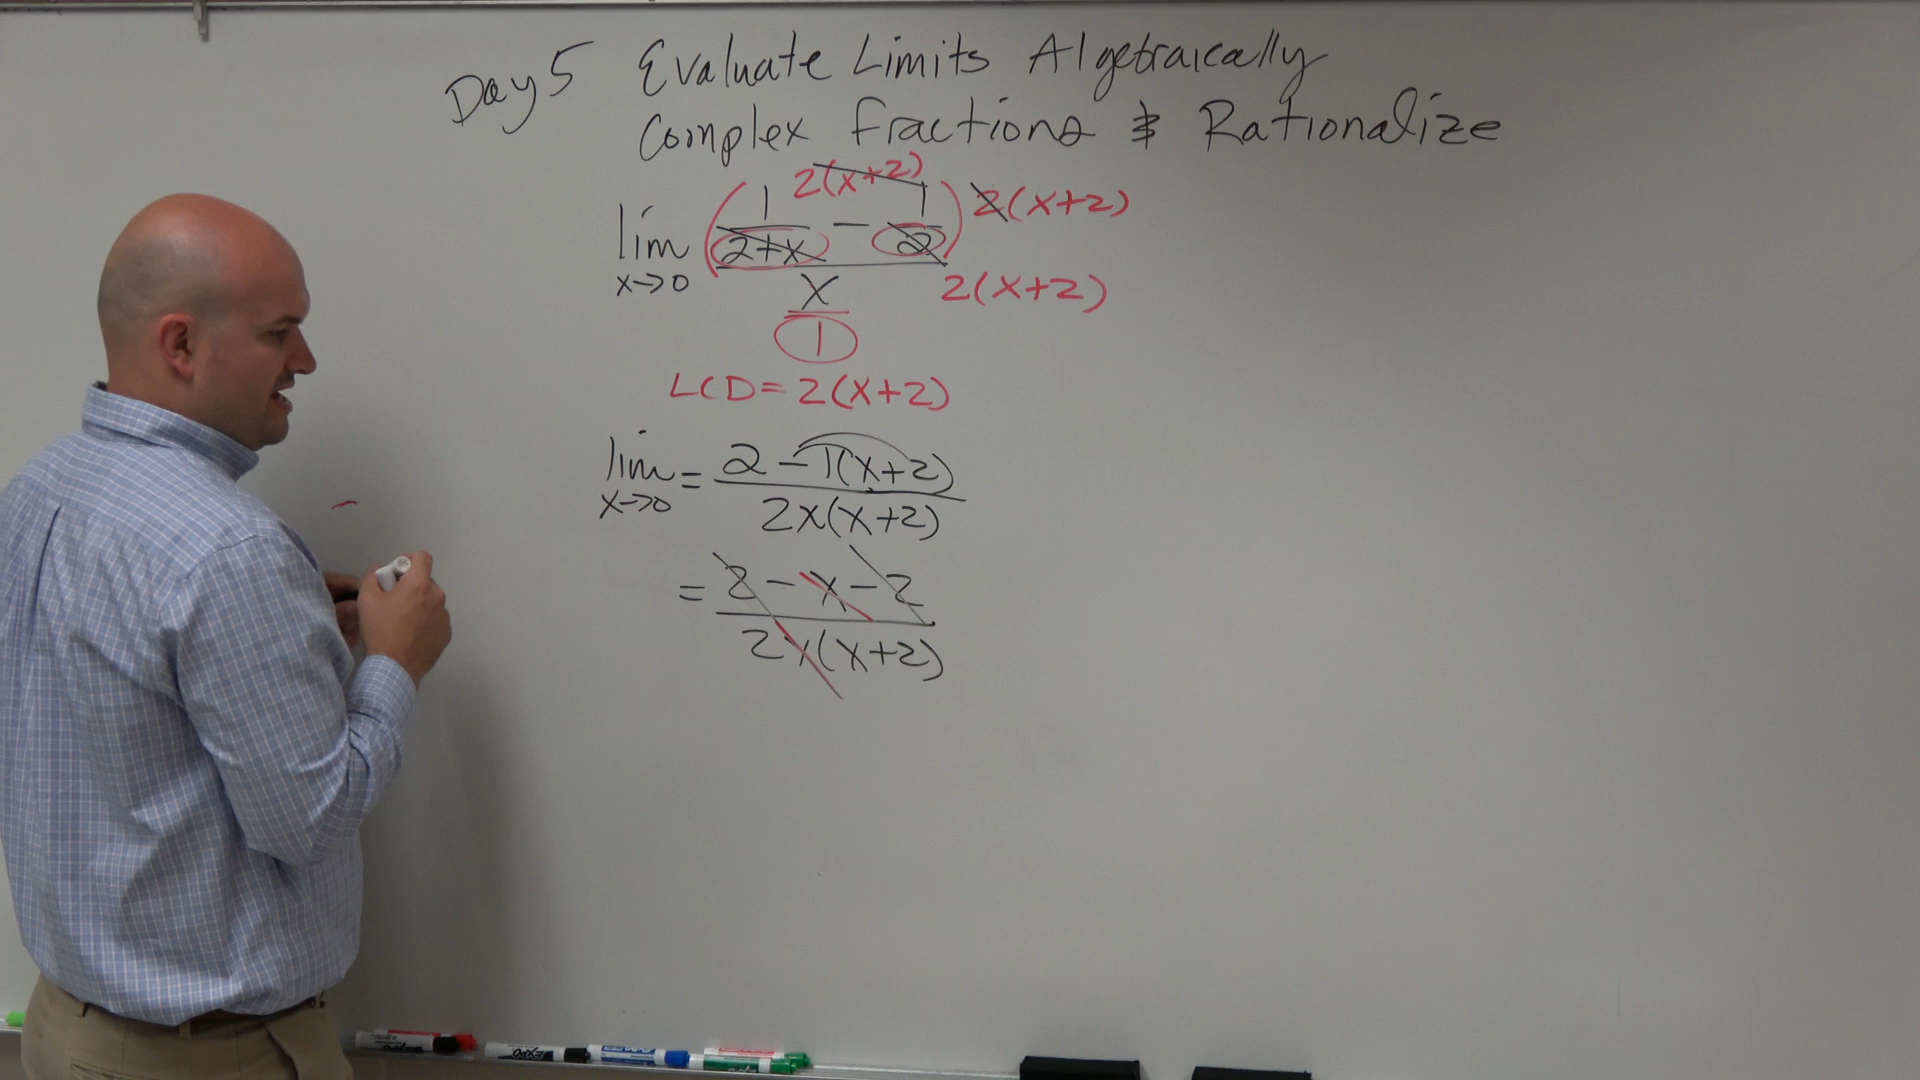 Day 5 Evaluate Limits Algebraically
Complex Fractions & Rationalize
2(x+2)
lim x→0 (1/(2+x) − 1/2) 2(x+2)
x 2(x+2)
1
LCD = 2(x+2)
lim x→0 = 2 − 1(x+2)
2x(x+2)
= 2 − x − 2
2x(x+2)
EXPO